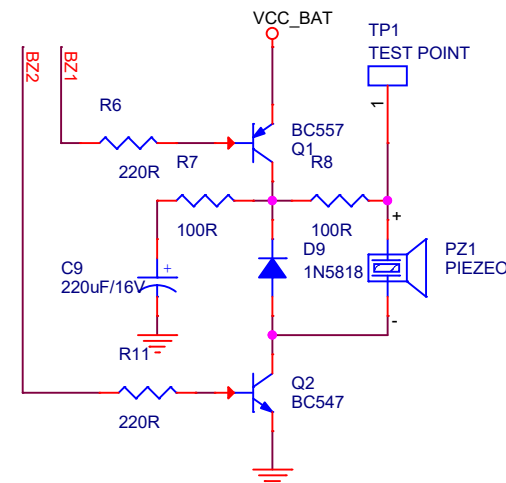 VCC_BAT
TP1
TEST POINT
BZ2
BZ1
1
R6
220R
BC557
Q1
R7
R8
100R
100R
+
D9
1N5818
PZ1
PIEZEO
C9
220uF/16V
+
-
R11
220R
Q2
BC547